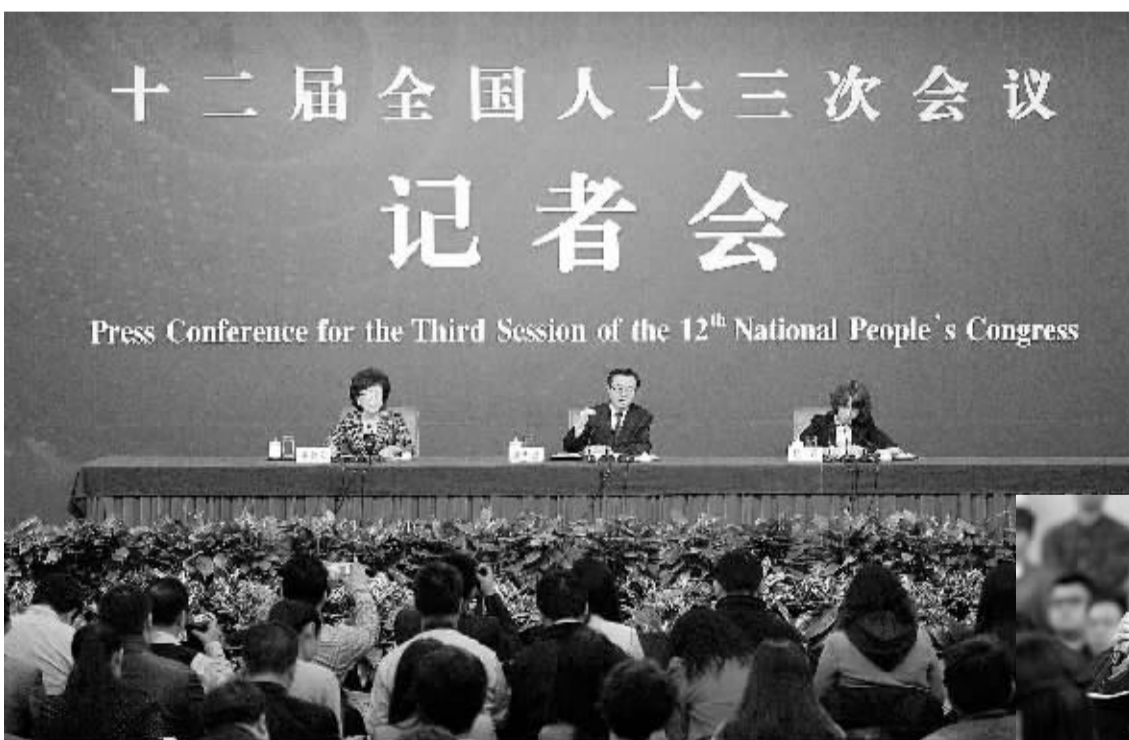 十二届全国人大三次会议
记者会
Press Conference for the Third Session of the 12th National People's Congress